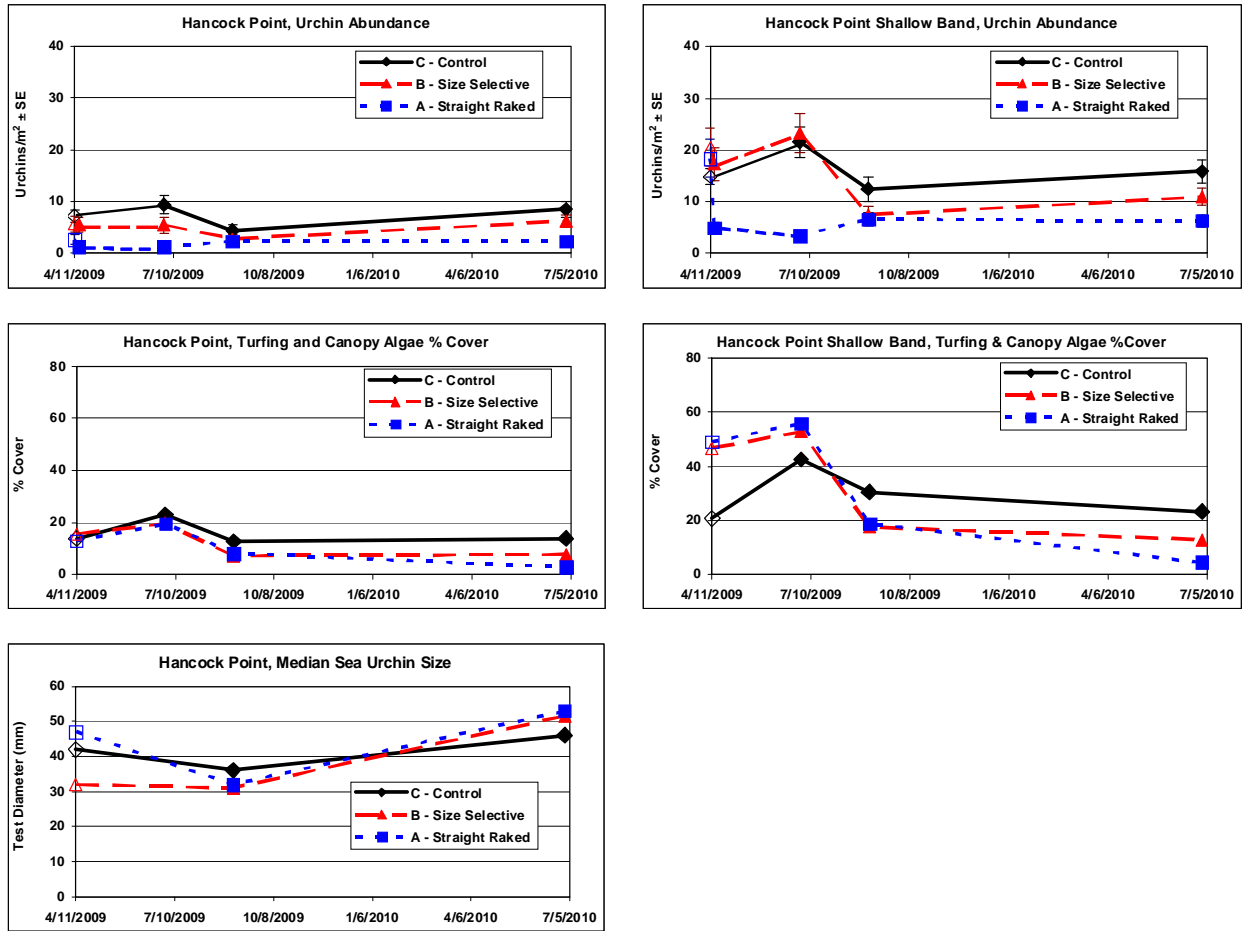 Hancock Point, Urchin Abundance
40
30
20
10
0
Urchins/m² ± SE
C - Control
B - Size Selective
A - Straight Raked
4/11/2009 7/10/2009 10/8/2009 1/6/2010 4/6/2010 7/5/2010
Hancock Point Shallow Band, Urchin Abundance
40
30
20
10
0
Urchins/m² ± SE
C - Control
B - Size Selective
A - Straight Raked
4/11/2009 7/10/2009 10/8/2009 1/6/2010 4/6/2010 7/5/2010
Hancock Point, Turfing and Canopy Algae % Cover
80
60
40
20
0
% Cover
C - Control
B - Size Selective
A - Straight Raked
4/11/2009 7/10/2009 10/8/2009 1/6/2010 4/6/2010 7/5/2010
Hancock Point Shallow Band, Turfing & Canopy Algae %Cover
80
60
40
20
0
% Cover
C - Control
B - Size Selective
A - Straight Raked
4/11/2009 7/10/2009 10/8/2009 1/6/2010 4/6/2010 7/5/2010
Hancock Point, Median Sea Urchin Size
60
50
40
30
20
10
0
Test Diameter (mm)
C - Control
B - Size Selective
A - Straight Raked
4/11/2009 7/10/2009 10/8/2009 1/6/2010 4/6/2010 7/5/2010